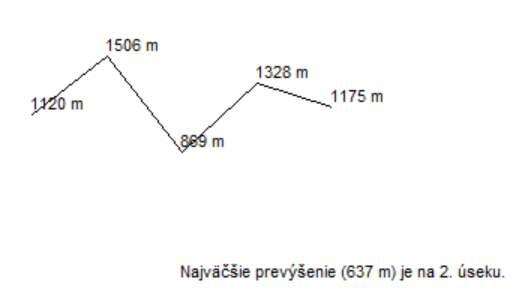 1506 m
1328 m
1175 m
1120 m
869 m
Najväčšie prevýšenie (637 m) je na 2. úseku.